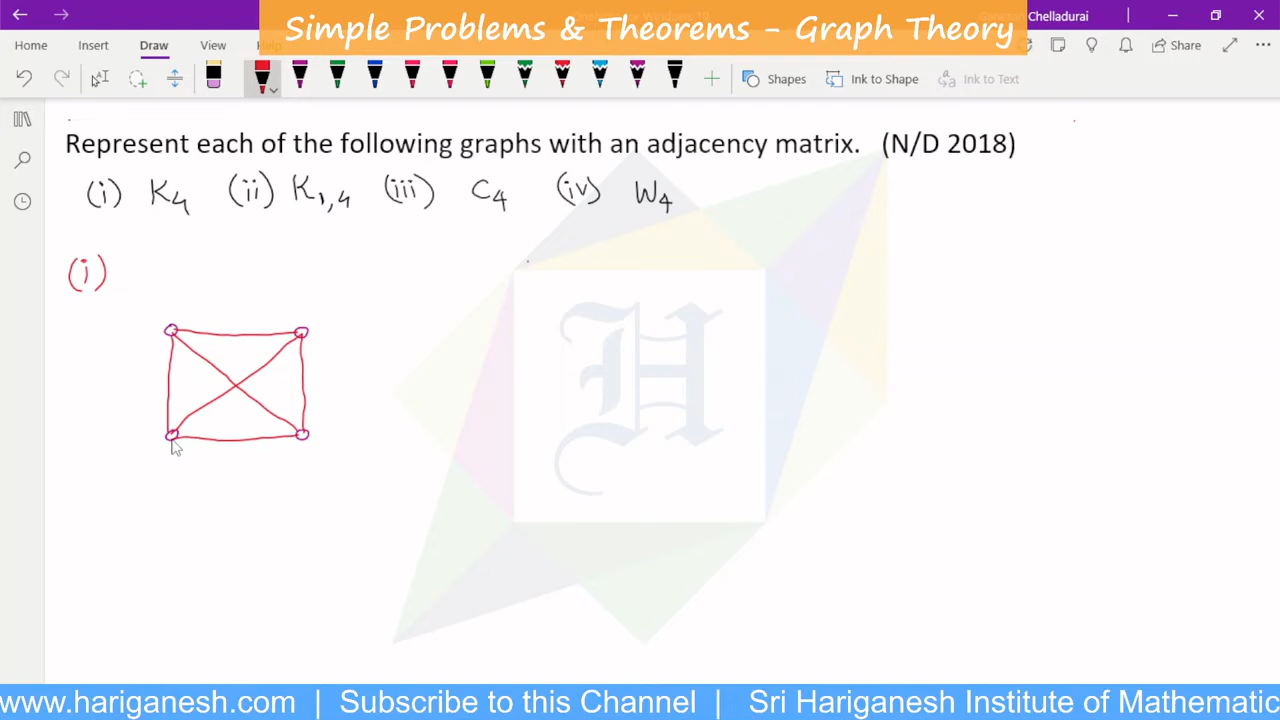 Simple Problems & Theorems - Graph Theory
Chelladurai
Home Insert Draw View
Share
Shapes Ink to Shape Ink to Text
Represent each of the following graphs with an adjacency matrix. (N/D 2018)
(i) K4 (ii) K1,4 (iii) C4 (iv) W4
(i)
H
www.hariganesh.com | Subscribe to this Channel | Sri Hariganesh Institute of Mathematic